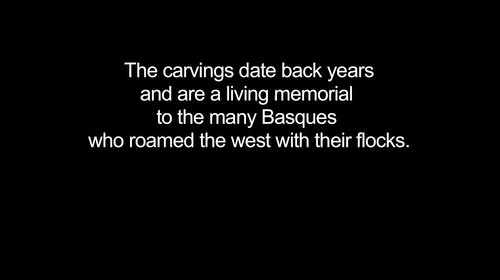 The carvings date back years
and are a living memorial
to the many Basques
who roamed the west with their flocks.